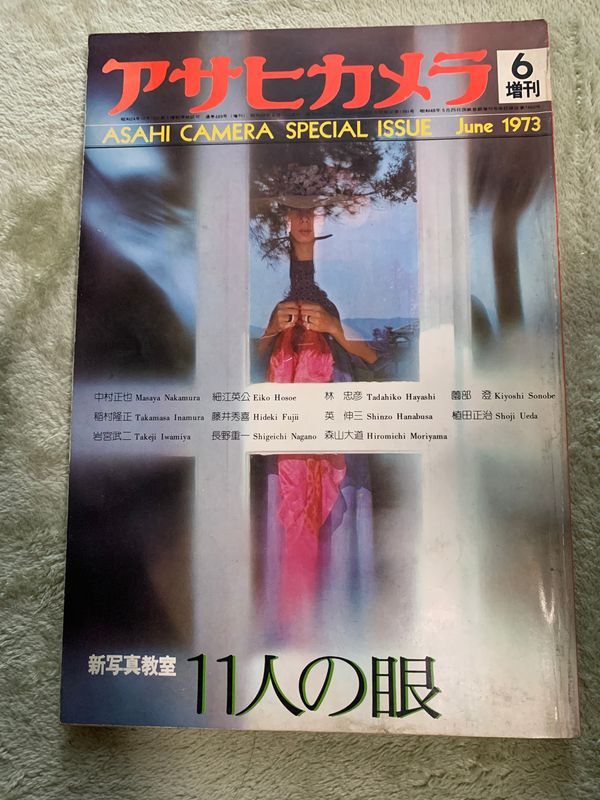 アサヒカメラ
6
増刊
ASAHI CAMERA SPECIAL ISSUE June 1973
中村正也 Masaya Nakamura 細江英公 Eiko Hosoe 林 忠彦 Tadahiko Hayashi 薗部 澄 Kiyoshi Sonobe
稲村隆正 Takamasa Inamura 藤井秀喜 Hideki Fujii 英 伸三 Shinzo Hanabusa 植田正治 Shoji Ueda
岩宮武二 Takeji Iwamiya 長野重一 Shigeichi Nagano 森山大道 Hiromichi Moriyama
新写真教室 11人の眼